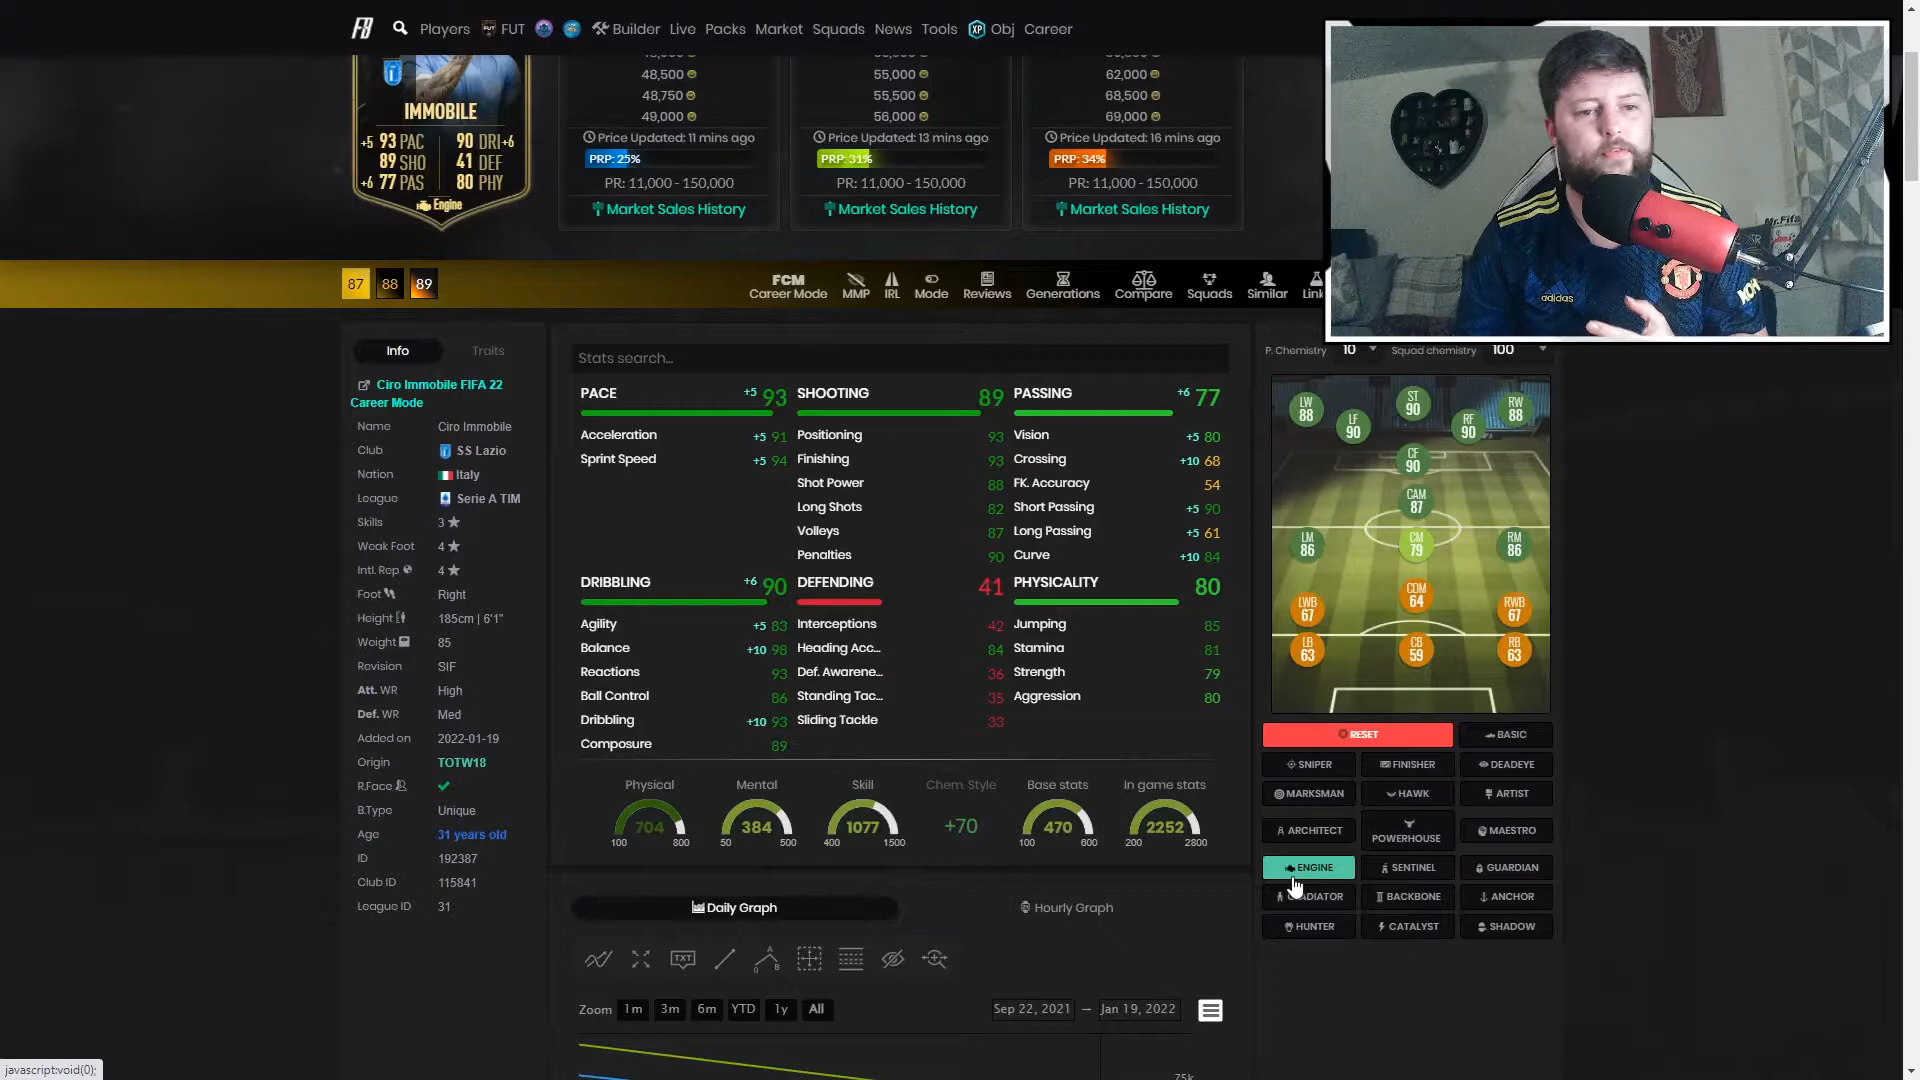 FB Players FUT Builder Live Packs Market Squads News Tools XP Obj Career
48,500 55,000 62,000
48,750 55,500 68,500
49,000 56,000 69,000
IMMOBILE
+5 93 PAC 90 DRI +6
89 SHO 41 DEF
+6 77 PAS 80 PHY
Engine
Price Updated: 11 mins ago Price Updated: 13 mins ago Price Updated: 16 mins ago
PRP: 25% PRP: 31% PRP: 34%
PR: 11,000 - 150,000 PR: 11,000 - 150,000 PR: 11,000 - 150,000
Market Sales History Market Sales History Market Sales History
Mr.Fifa
adidas
87 88 89
FCM Career Mode MMP IRL Mode Reviews Generations Compare Squads Similar
Info Traits
Ciro Immobile FIFA 22
Career Mode
Name Ciro Immobile
Club SS Lazio
Nation Italy
League Serie A TIM
Skills 3
Weak Foot 4
Intl. Rep 4
Foot Right
Height 185cm | 6'1"
Weight 85
Revision SIF
Att. WR High
Def. WR Med
Added on 2022-01-19
Origin TOTW18
R.Face
B.Type Unique
Age 31 years old
ID 192387
Club ID 115841
League ID 31
Stats search...
PACE +5 93
Acceleration +5 91
Sprint Speed +5 94
SHOOTING 89
Positioning 93
Finishing 93
Shot Power 88
Long Shots 82
Volleys 87
Penalties 90
PASSING +6 77
Vision +5 80
Crossing +10 68
FK. Accuracy 54
Short Passing +5 90
Long Passing +5 61
Curve +10 84
DRIBBLING +6 90
Agility +5 83
Balance +10 98
Reactions 93
Ball Control 86
Dribbling +10 93
Composure 89
DEFENDING 41
Interceptions 42
Heading Acc... 84
Def. Awarene... 36
Standing Tac... 35
Sliding Tackle 33
PHYSICALITY 80
Jumping 85
Stamina 81
Strength 79
Aggression 80
Physical Mental Skill Chem. Style Base stats In game stats
704 384 1077 +70 470 2252
100 800 50 500 400 1500 100 600 200 2800
Daily Graph Hourly Graph
TXT
Zoom 1m 3m 6m YTD 1y All Sep 22, 2021 → Jan 19, 2022
75k
P. Chemistry 10 Squad chemistry 100
LW 88 ST 90 RW 88
LF 90 RF 90
CF 90
CAM 87
LM 86 CM 79 RM 86
CDM 64
LWB 67 RWB 67
LB 63 CB 59 RB 63
RESET BASIC
SNIPER FINISHER DEADEYE
MARKSMAN HAWK ARTIST
ARCHITECT POWERHOUSE MAESTRO
ENGINE SENTINEL GUARDIAN
BACKBONE ANCHOR
HUNTER CATALYST SHADOW
javascript:void(0);